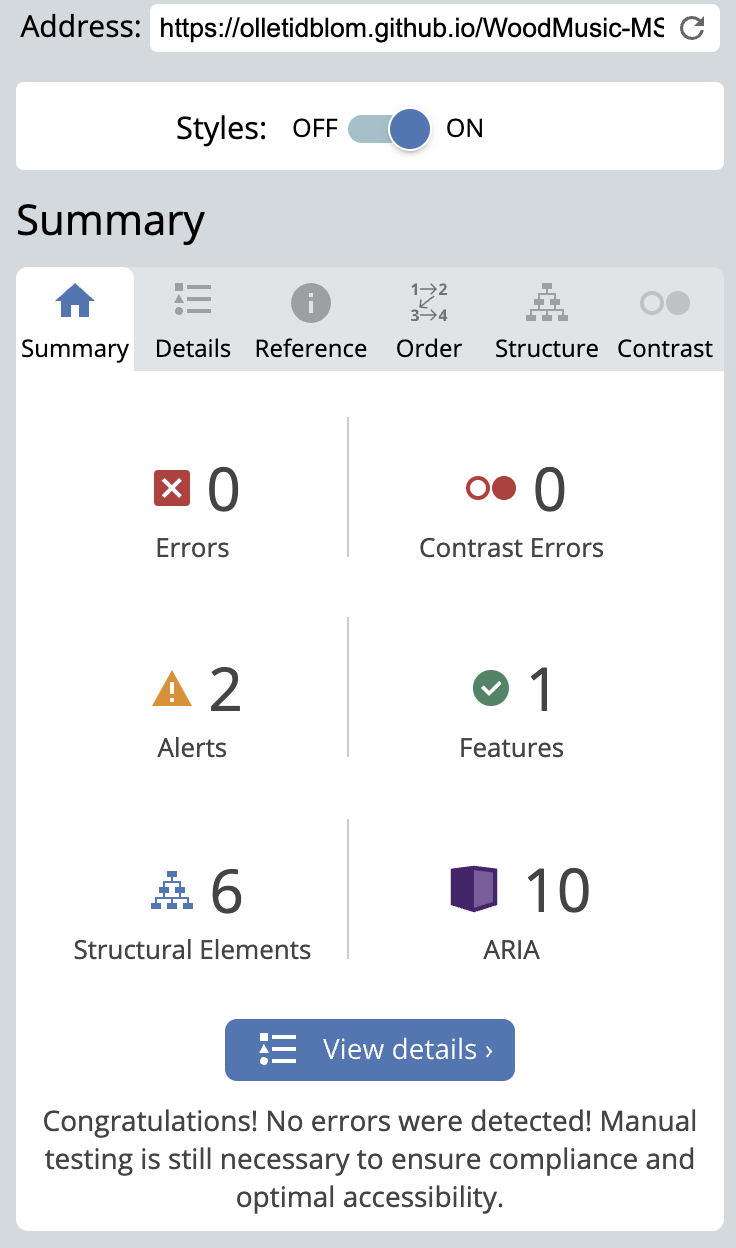 Address: https://olletidblom.github.io/WoodMusic-MS
Styles: OFF ON
Summary
1→2
3→4
Summary Details Reference Order Structure Contrast
0 0
Errors Contrast Errors
2 1
Alerts Features
6 10
Structural Elements ARIA
View details ›
Congratulations! No errors were detected! Manual
testing is still necessary to ensure compliance and
optimal accessibility.